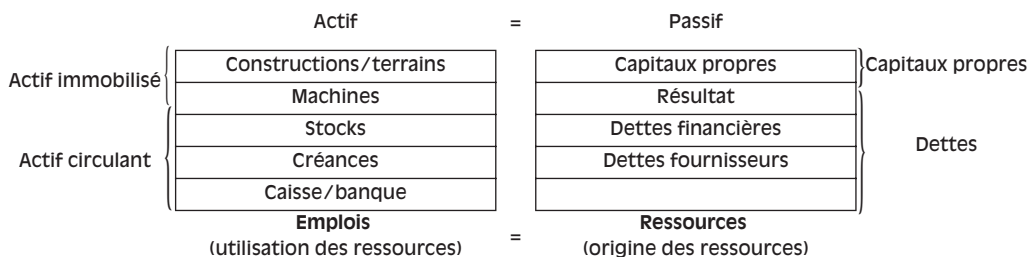 Actif = Passif
Actif immobilisé
Constructions/terrains
Capitaux propres
Capitaux propres
Machines
Résultat
Actif circulant
Stocks
Dettes financières
Dettes
Créances
Dettes fournisseurs
Caisse/banque
Emplois
(utilisation des ressources)
=
Ressources
(origine des ressources)